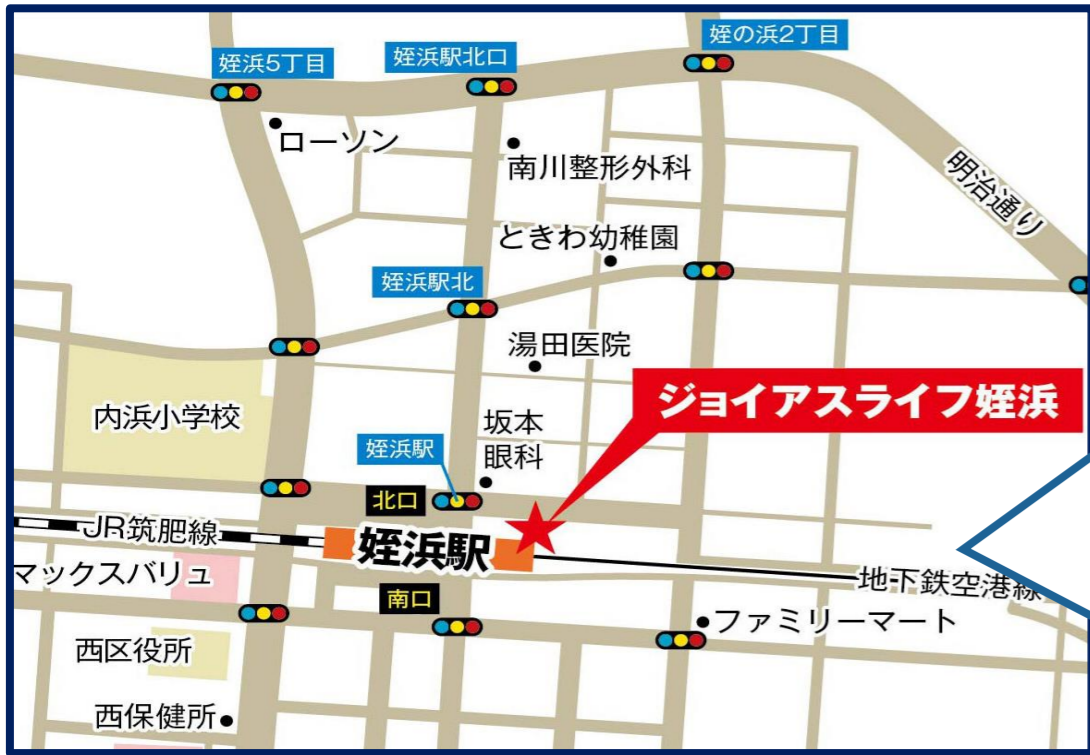 姪浜5丁目
姪浜駅北口
姪の浜2丁目
ローソン
南川整形外科
明治通り
ときわ幼稚園
姪浜駅北
湯田医院
ジョイアスライフ姪浜
内浜小学校
坂本
眼科
姪浜駅
北口
JR筑肥線
姪浜駅
マックスバリュ
地下鉄空港線
南口
ファミリーマート
西区役所
西保健所